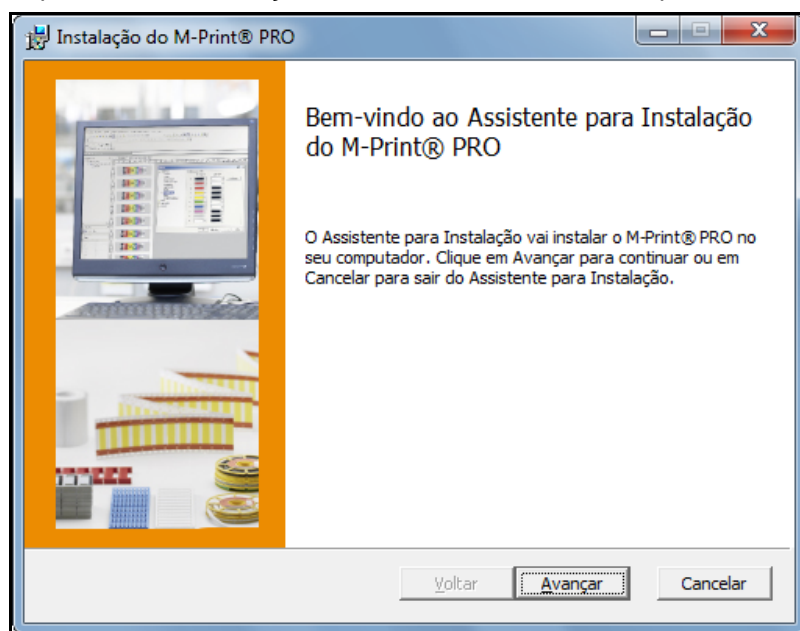 Instalação do M-Print® PRO
Bem-vindo ao Assistente para Instalação
do M-Print® PRO
O Assistente para Instalação vai instalar o M-Print® PRO no
seu computador. Clique em Avançar para continuar ou em
Cancelar para sair do Assistente para Instalação.
Voltar
Avançar
Cancelar